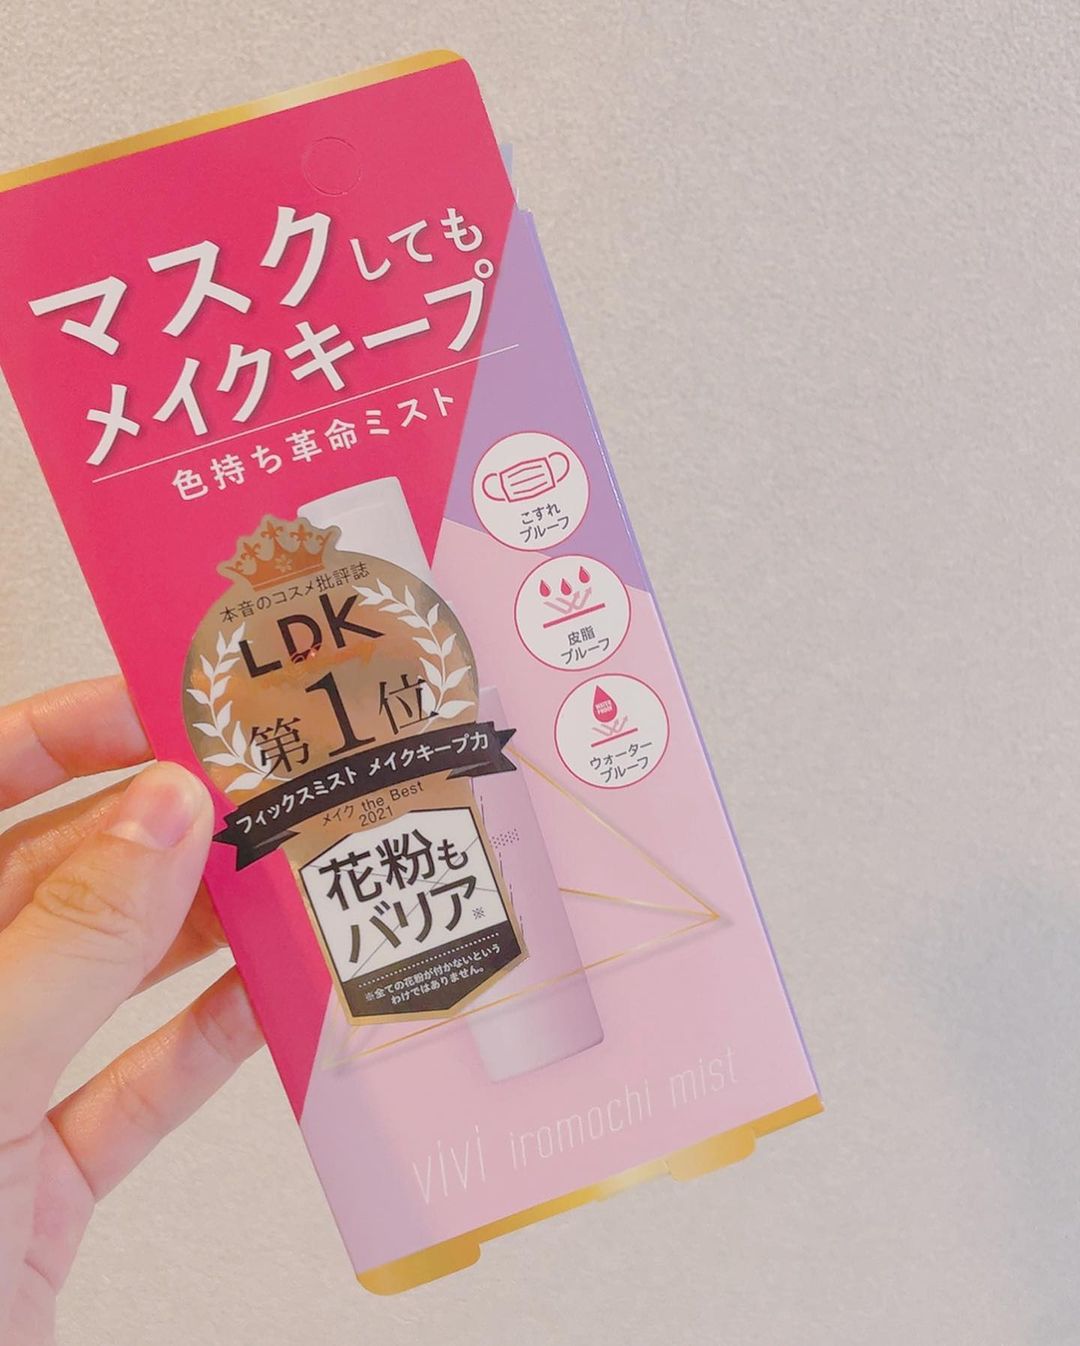 マスクしても
メイクキープ
色持ち革命ミスト
こすれ
プルーフ
皮脂
プルーフ
WATER
PROOF
ウォーター
プルーフ
本音のコスメ批評誌
LDK
第1位
フィックスミスト メイクキープ力
メイク the Best
2021
花粉も
バリア※
※全ての花粉が付かないという
わけではありません。
vivi iromochi mist